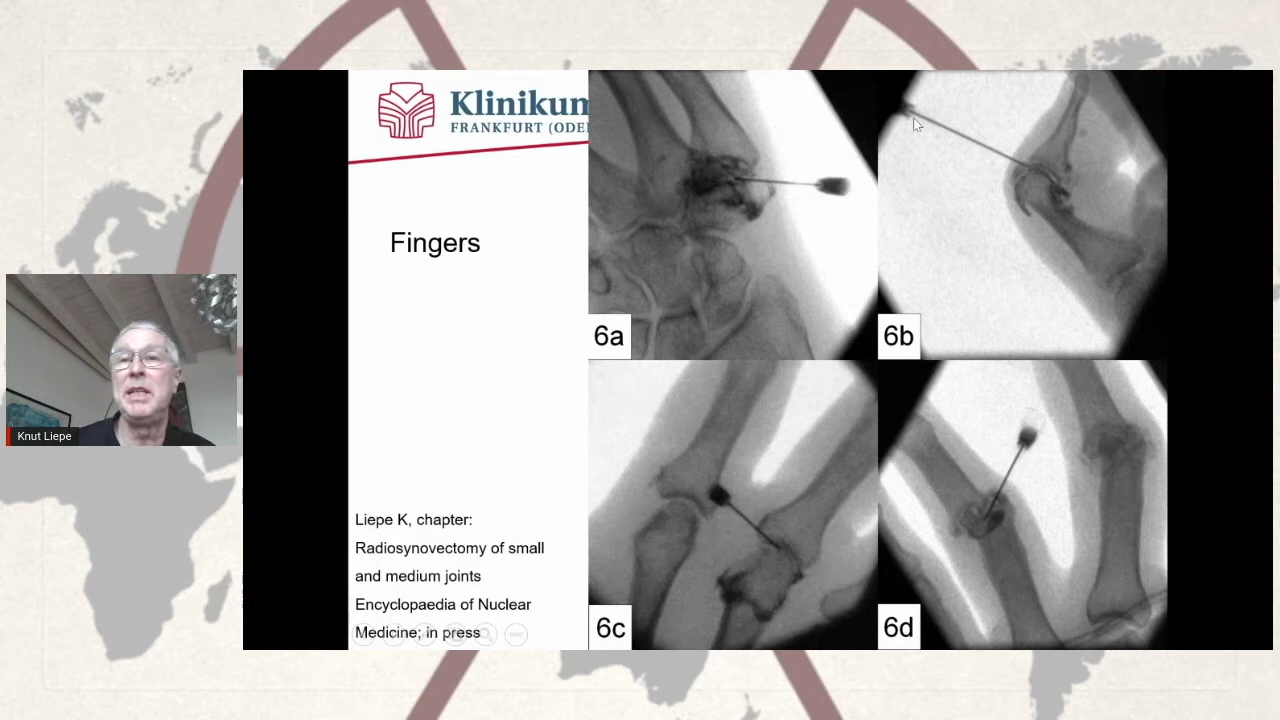 Klinikum
FRANKFURT (ODE
Fingers
Liepe K, chapter:
Radiosynovectomy of small
and medium joints
Encyclopaedia of Nuclear
Medicine; in press
6a
6b
6c
6d
Knut Liepe